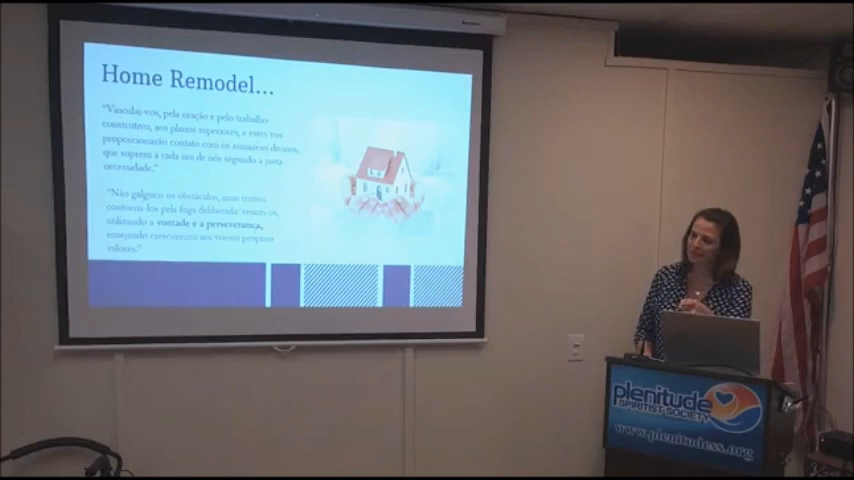 Home Remodel...
"Vinculai-vos, pela oração e pelo trabalho
construtivo, aos planos superiores, e estes vos
proporcionarão contato com os armazéns divinos,
que suprem a cada um de nós segundo a justa
necessidade."
"Não galgueis os obstáculos, nem tenteis
contorná-los pela fuga deliberada: vencei-os,
utilizando a vontade e a perseverança,
ensejando crescimento aos vossos próprios
valores."
plenitude
SPIRITIST SOCIETY
www.plenitudess.org